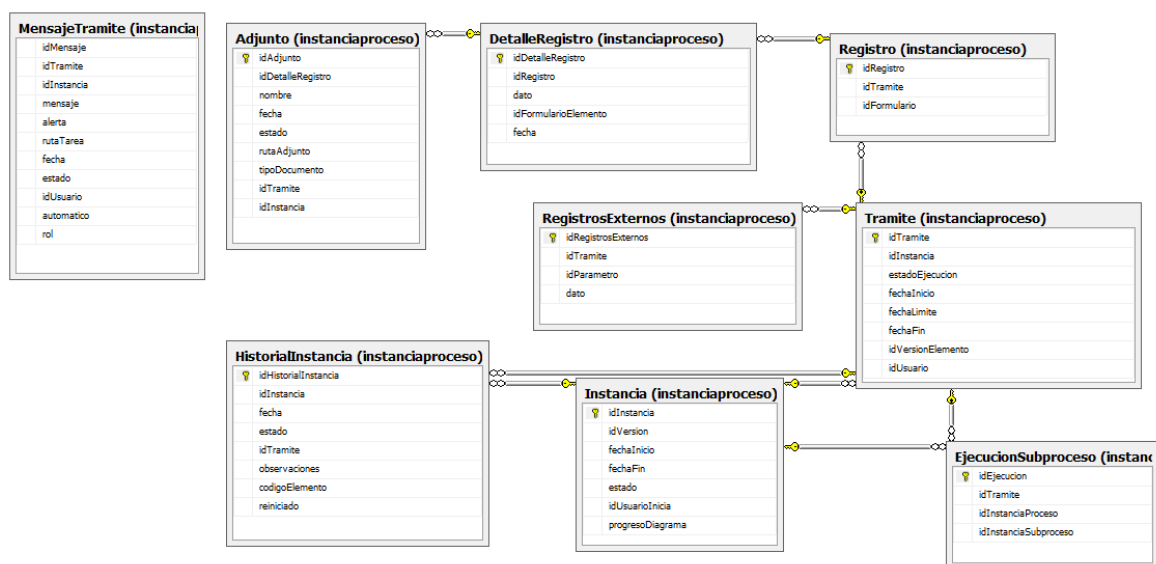 MensajeTramite (instancia
idMensaje
idTramite
idInstancia
mensaje
alerta
rutaTarea
fecha
estado
idUsuario
automatico
rol
Adjunto (instanciaproceso)
idAdjunto
idDetalleRegistro
nombre
fecha
estado
rutaAdjunto
tipoDocumento
idTramite
idInstancia
DetalleRegistro (instanciaproceso)
idDetalleRegistro
idRegistro
dato
idFormularioElemento
fecha
Registro (instanciaproceso)
idRegistro
idTramite
idFormulario
RegistrosExternos (instanciaproceso)
idRegistrosExternos
idTramite
idParametro
dato
Tramite (instanciaproceso)
idTramite
idInstancia
estadoEjecucion
fechaInicio
fechaLimite
fechaFin
idVersionElemento
idUsuario
HistorialInstancia (instanciaproceso)
idHistorialInstancia
idInstancia
fecha
estado
idTramite
observaciones
codigoElemento
reiniciado
Instancia (instanciaproceso)
idInstancia
idVersion
fechaInicio
fechaFin
estado
idUsuarioInicia
progresoDiagrama
EjecucionSubproceso (instanc
idEjecucion
idTramite
idInstanciaProceso
idInstanciaSubproceso